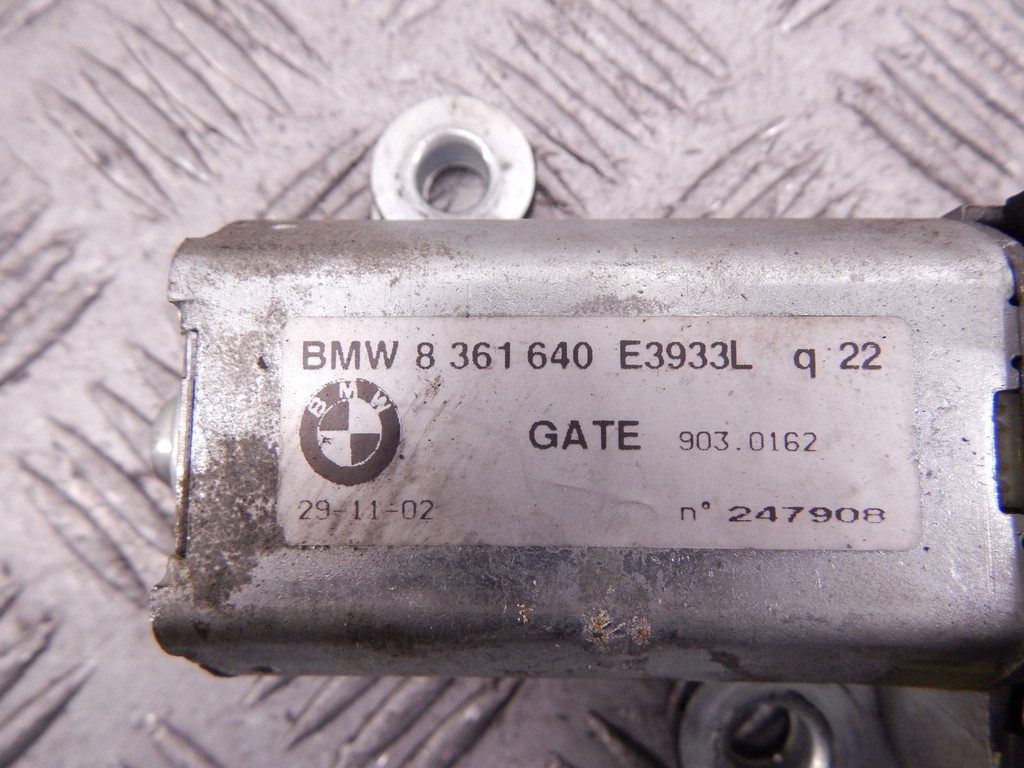 BMW 8 361 640 E3933L q 22
BMW
GATE 903.0162
29-11-02 n° 247908